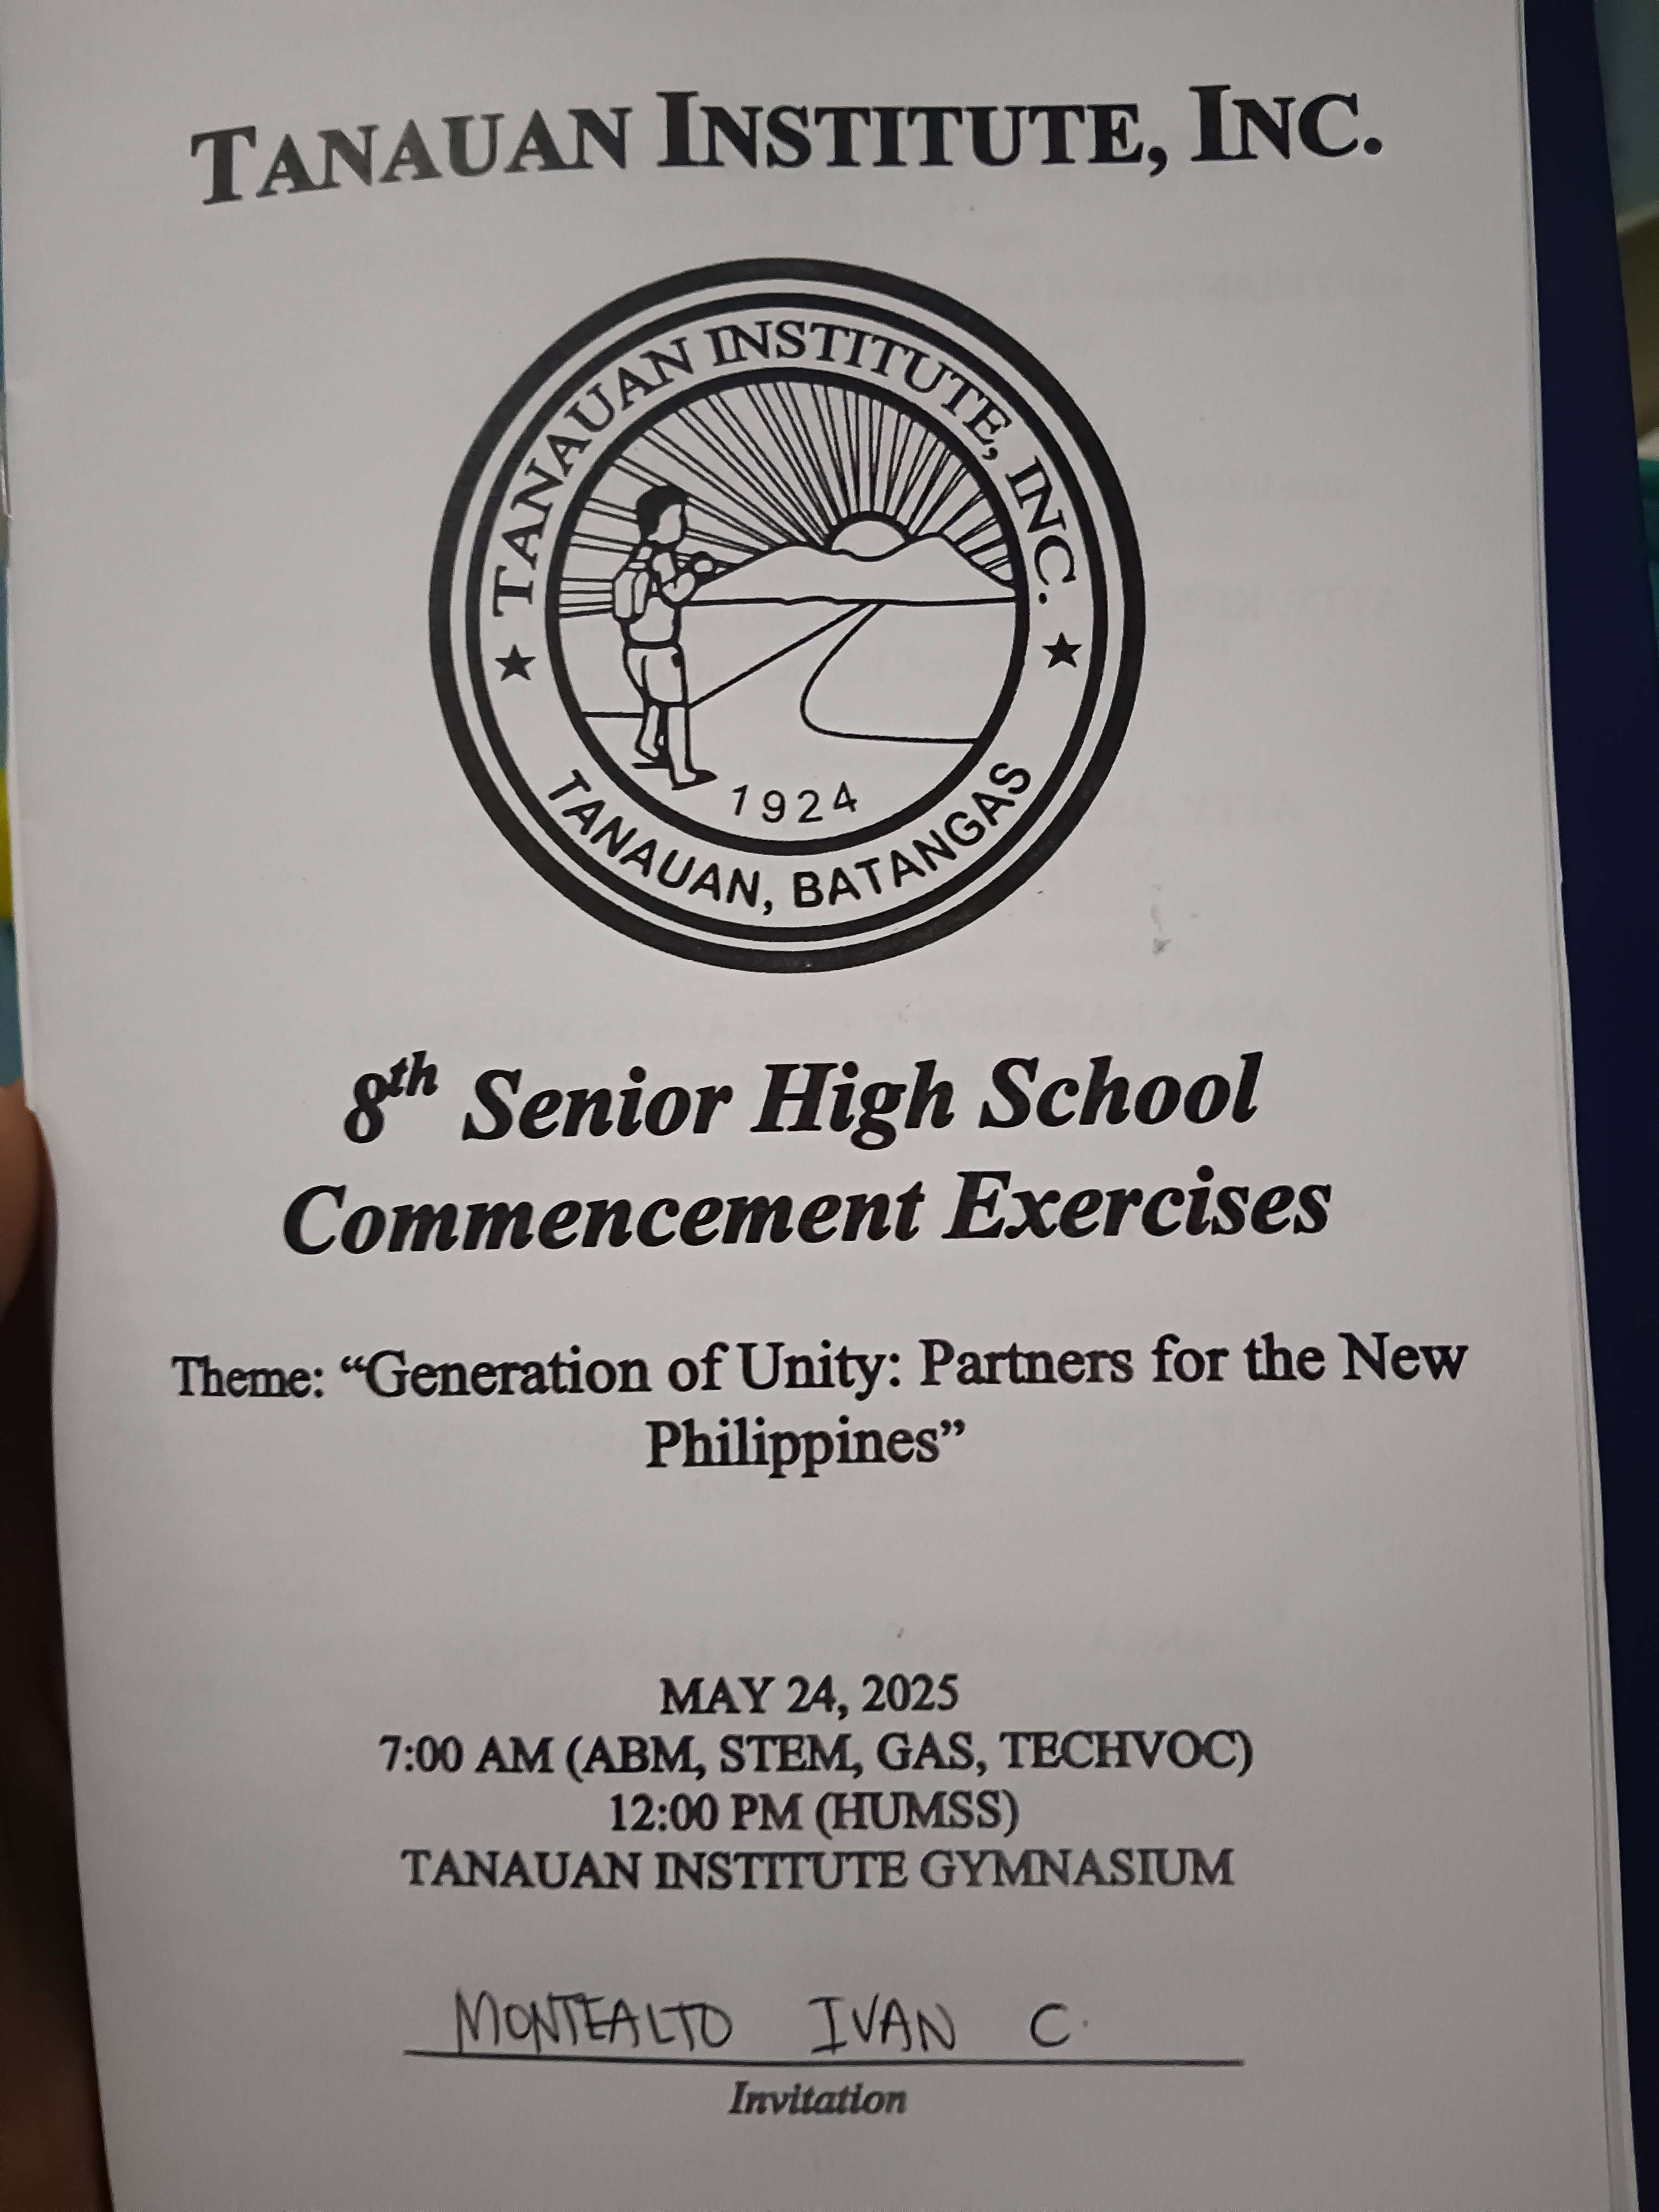 TANAUAN INSTITUTE, INC.
TANAUAN INSTITUTE, INC.
1924
TANAUAN, BATANGAS
8th Senior High School
Commencement Exercises
Theme: “Generation of Unity: Partners for the New
Philippines”
MAY 24, 2025
7:00 AM (ABM, STEM, GAS, TECHVOC)
12:00 PM (HUMSS)
TANAUAN INSTITUTE GYMNASIUM
MONTEALTO IVAN C.
Invitation